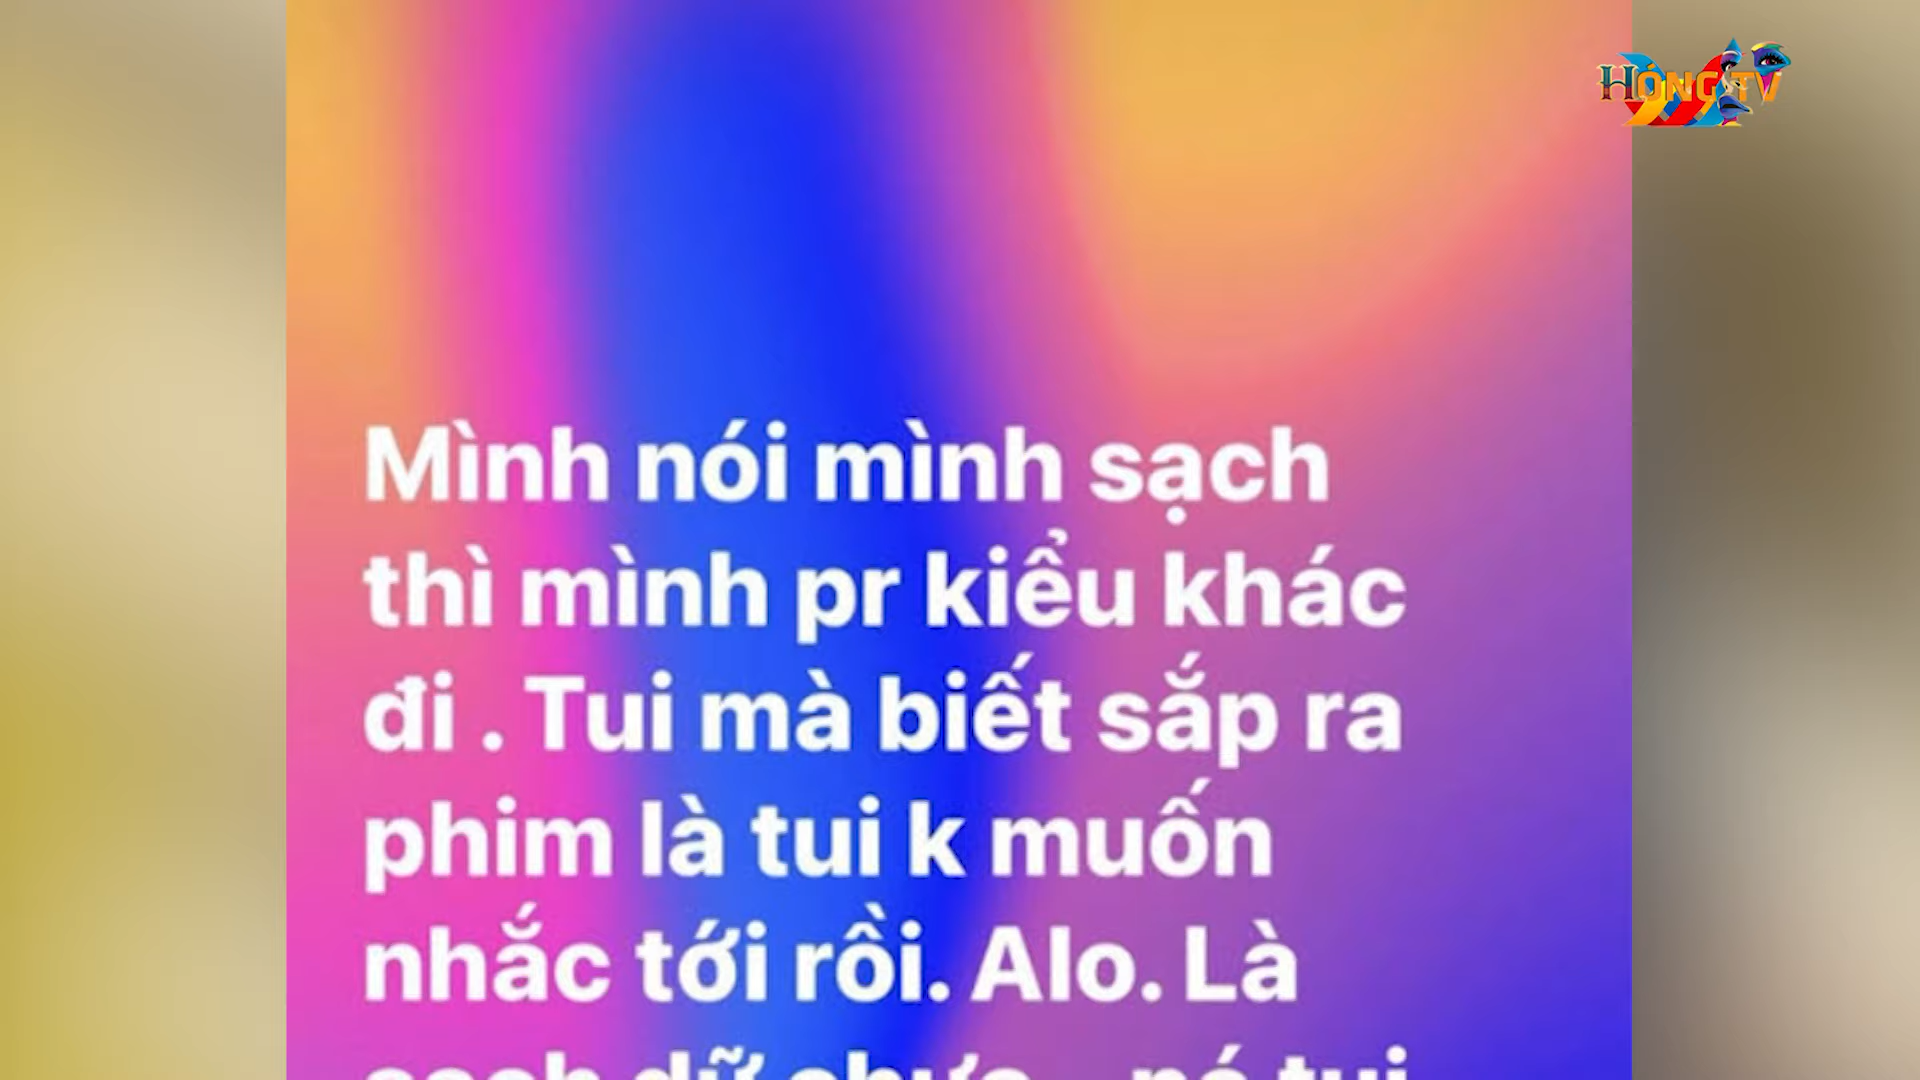 HÓNG TV
Mình nói mình sạch
thì mình pr kiểu khác
đi . Tui mà biết sắp ra
phim là tui k muốn
nhắc tới rồi. Alo. Là